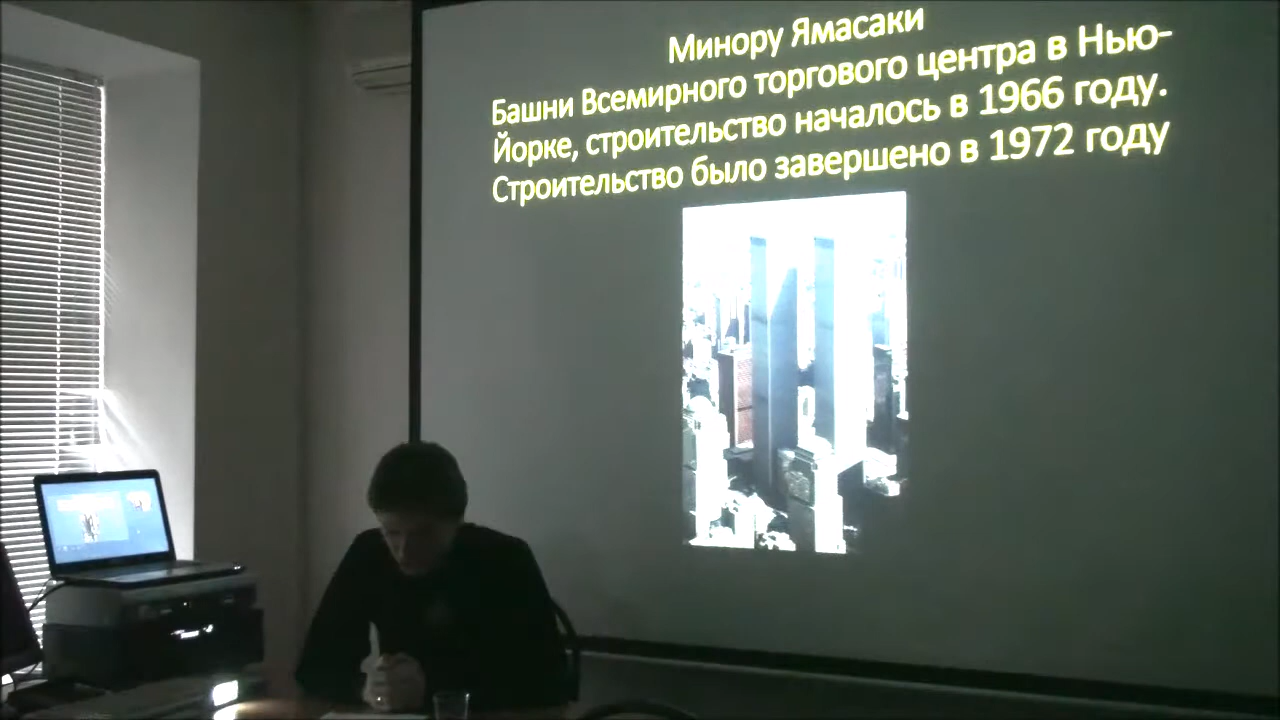 Минору Ямасаки
Башни Всемирного торгового центра в Нью-
Йорке, строительство началось в 1966 году.
Строительство было завершено в 1972 году